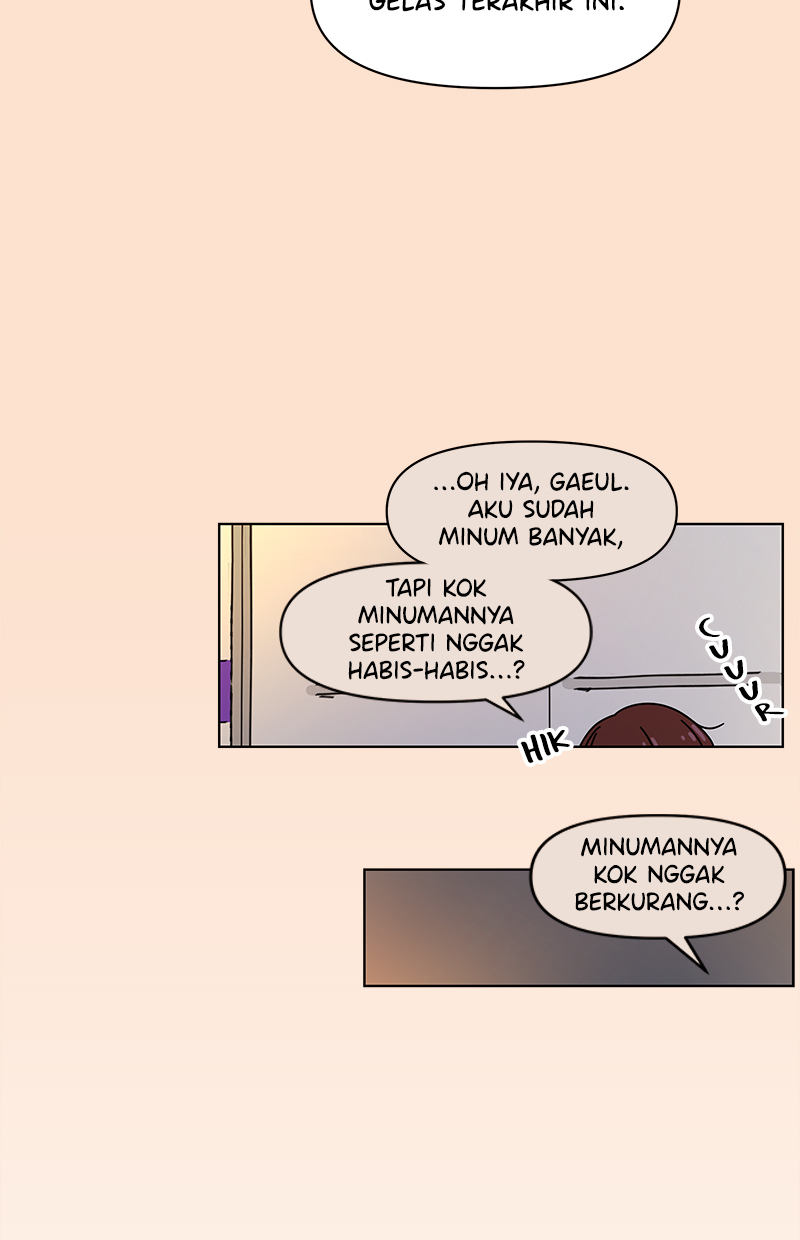 GELAS TERAKHIR INI.
...OH IYA, GAEUL.
AKU SUDAH
MINUM BANYAK,
TAPI KOK
MINUMANNYA
SEPERTI NGGAK
HABIS-HABIS...?
CUUUR
HIK
MINUMANNYA
KOK NGGAK
BERKURANG...?